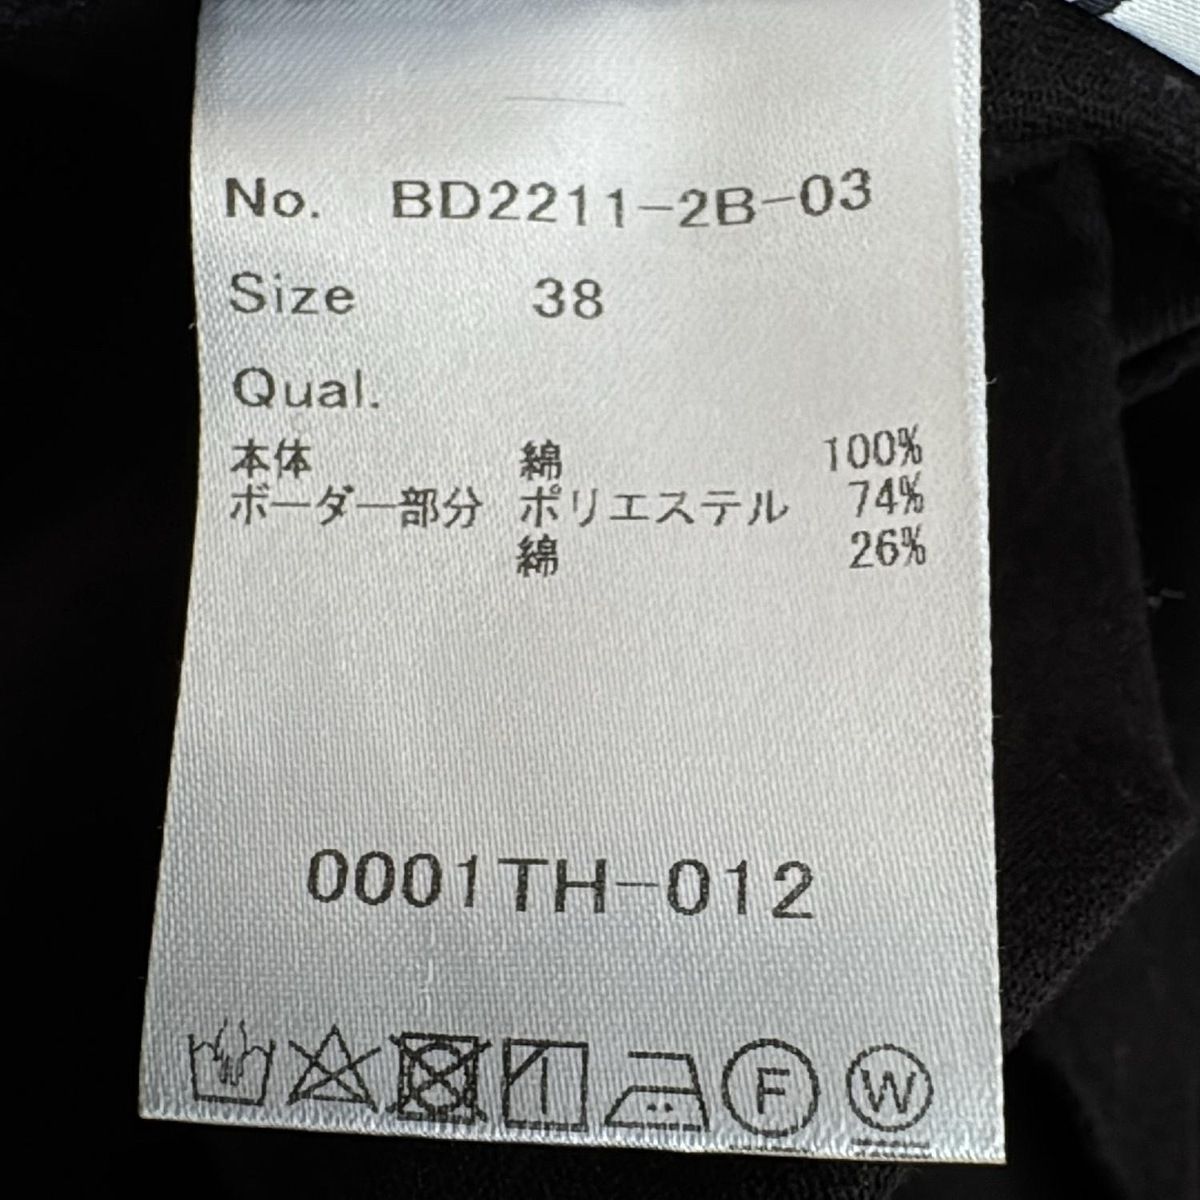 No. BD2211-2B-03
Size 38
Qual.
本体 綿 100%
ボーダー部分 ポリエステル 74%
綿 26%
0001TH-012
F W